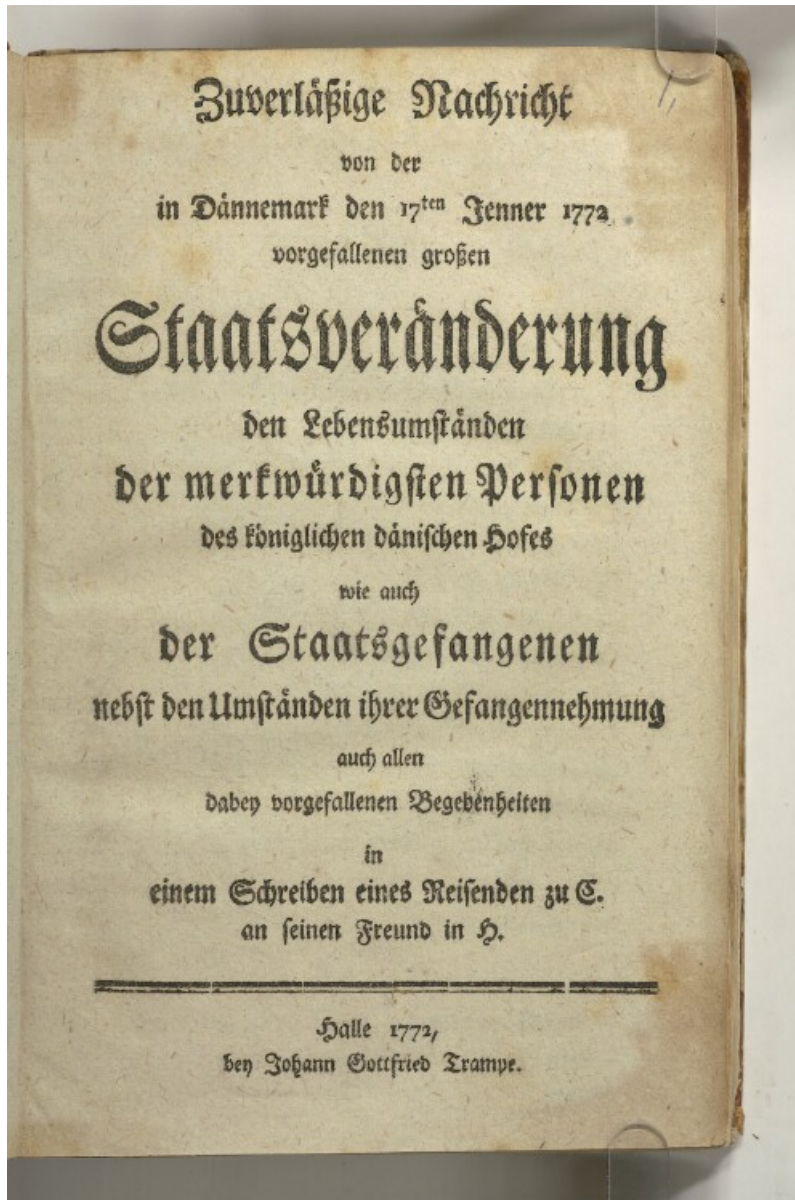 Zuverläßige Nachricht
von der
in Dännemark den 17ten Jenner 1772
vorgefallenen großen
Staatsveränderung
den Lebensumständen
der merkwürdigsten Personen
des königlichen dänischen Hofes
wie auch
der Staatsgefangenen
nebst den Umständen ihrer Gefangennehmung
auch allen
dabey vorgefallenen Begebenheiten
in
einem Schreiben eines Reisenden zu C.
an seinen Freund in H.
Halle 1772,
bey Johann Gottfried Trampe.